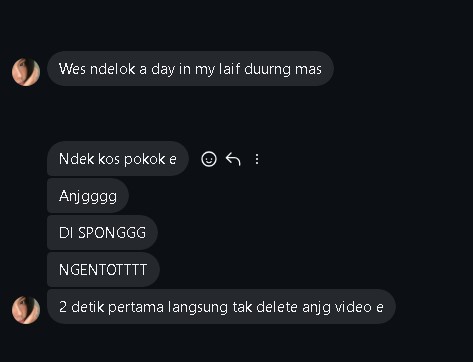 Wes ndelok a day in my laif duurng mas
Ndek kos pokok e
Anjgggg
DI SPONGGG
NGENTOTTTT
2 detik pertama langsung tak delete anjg video e